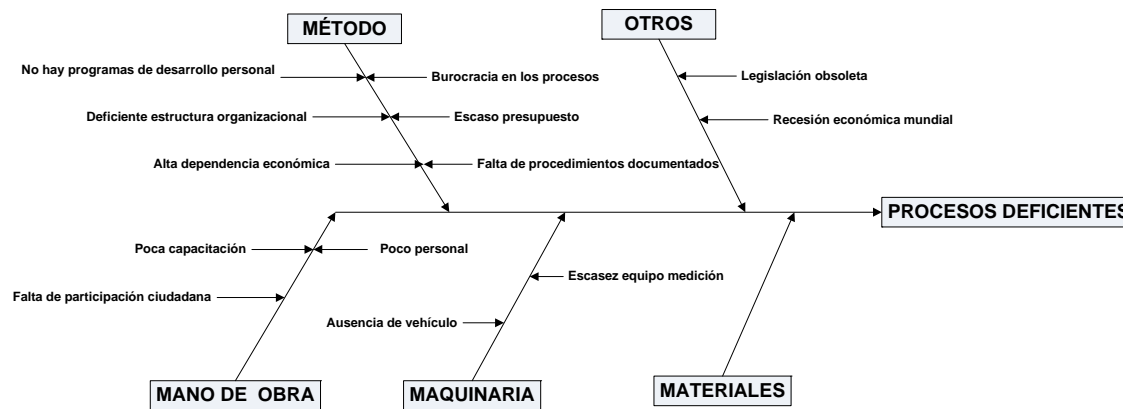 MÉTODO
OTROS
No hay programas de desarrollo personal
Burocracia en los procesos
Legislación obsoleta
Deficiente estructura organizacional
Escaso presupuesto
Recesión económica mundial
Alta dependencia económica
Falta de procedimientos documentados
PROCESOS DEFICIENTES
Poca capacitación
Poco personal
Escasez equipo medición
Falta de participación ciudadana
Ausencia de vehículo
MANO DE OBRA
MAQUINARIA
MATERIALES